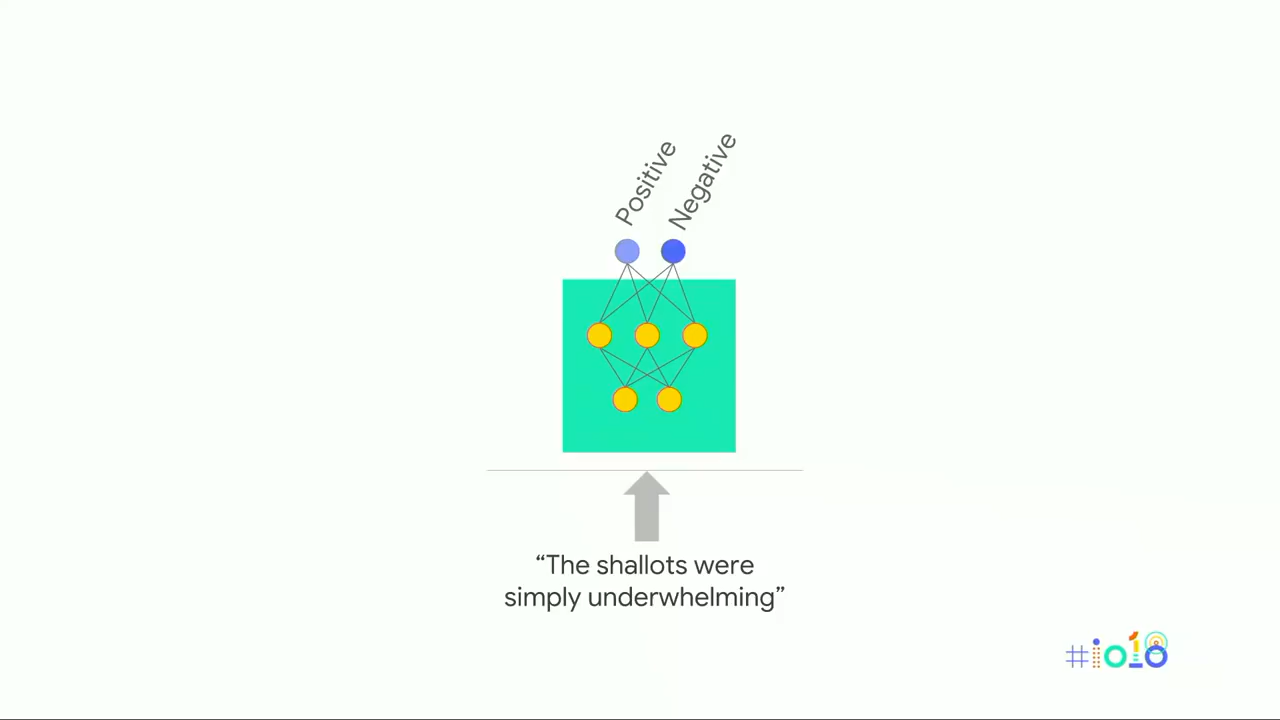 Positive
Negative
“The shallots were
simply underwhelming”
#io18